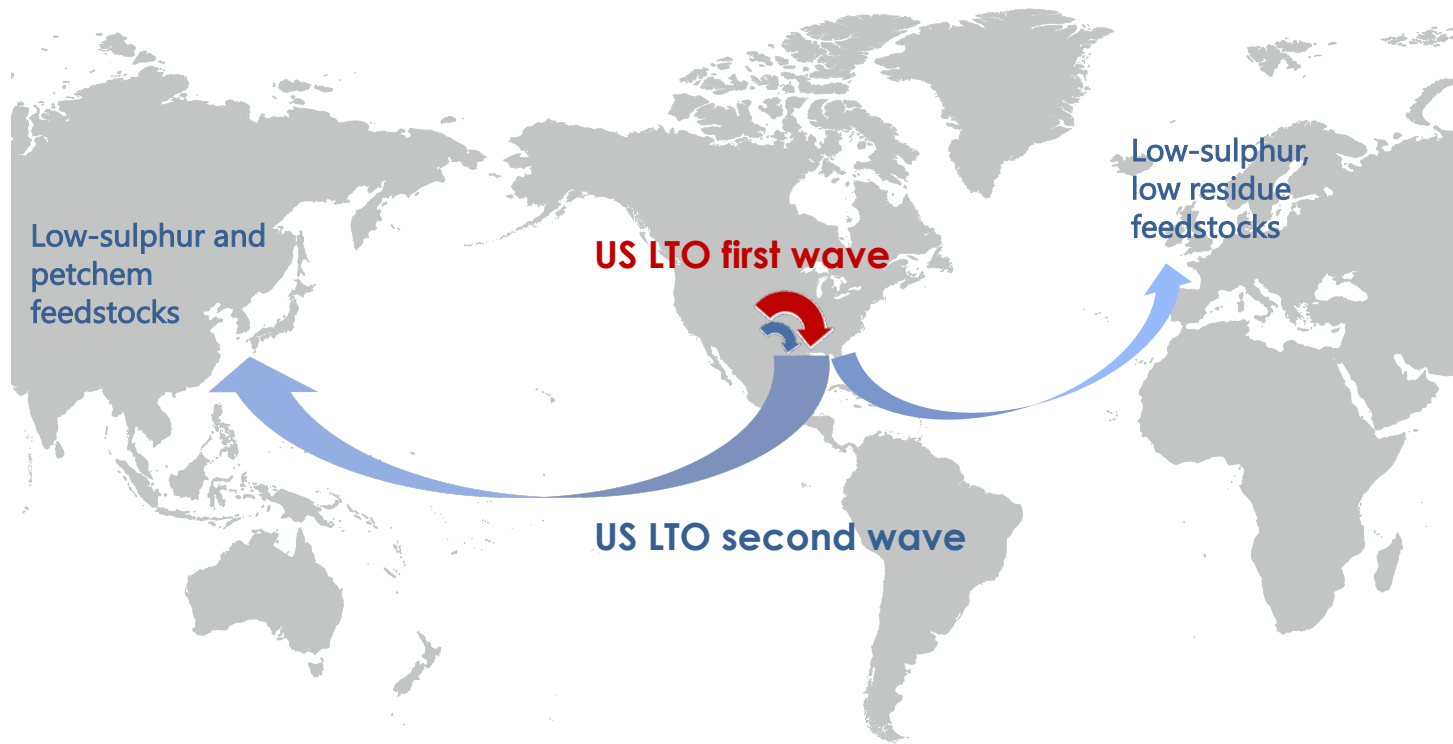 Low-sulphur and
petchem
feedstocks
US LTO first wave
Low-sulphur,
low residue
feedstocks
US LTO second wave